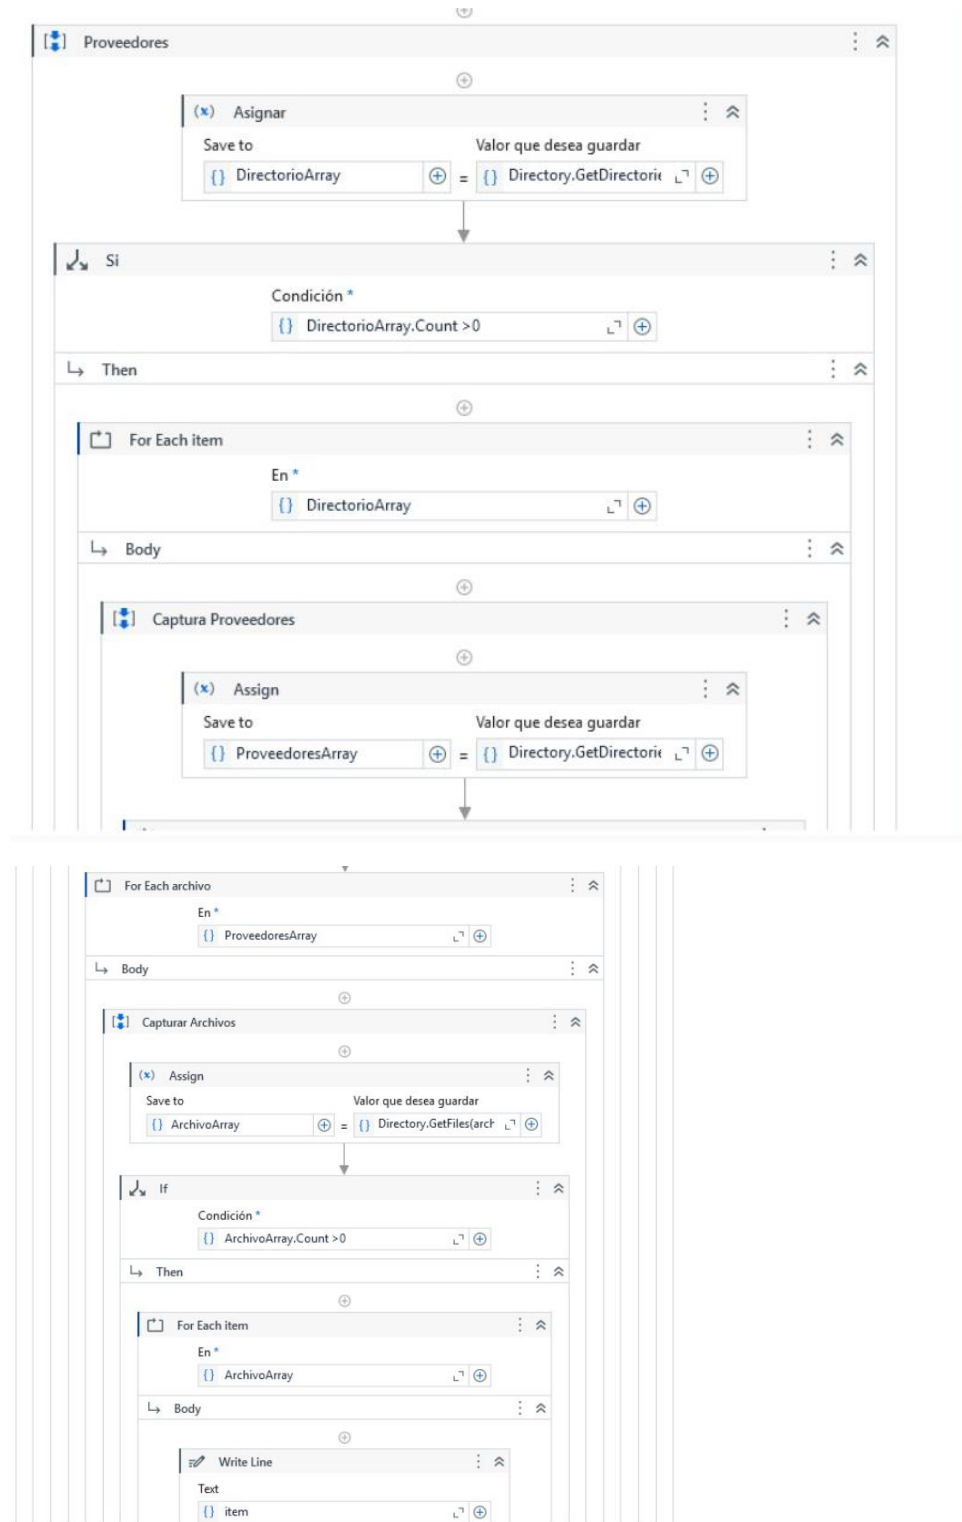 Proveedores
Asignar
Save to Valor que desea guardar
DirectorioArray = Directory.GetDirectorie
Si
Condición *
DirectorioArray.Count >0
Then
For Each item
En *
DirectorioArray
Body
Captura Proveedores
Assign
Save to Valor que desea guardar
ProveedoresArray = Directory.GetDirectorie
For Each archivo
En *
ProveedoresArray
Body
Capturar Archivos
Assign
Save to Valor que desea guardar
ArchivoArray = Directory.GetFiles(arch
If
Condición *
ArchivoArray.Count >0
Then
For Each item
En *
ArchivoArray
Body
Write Line
Text
item